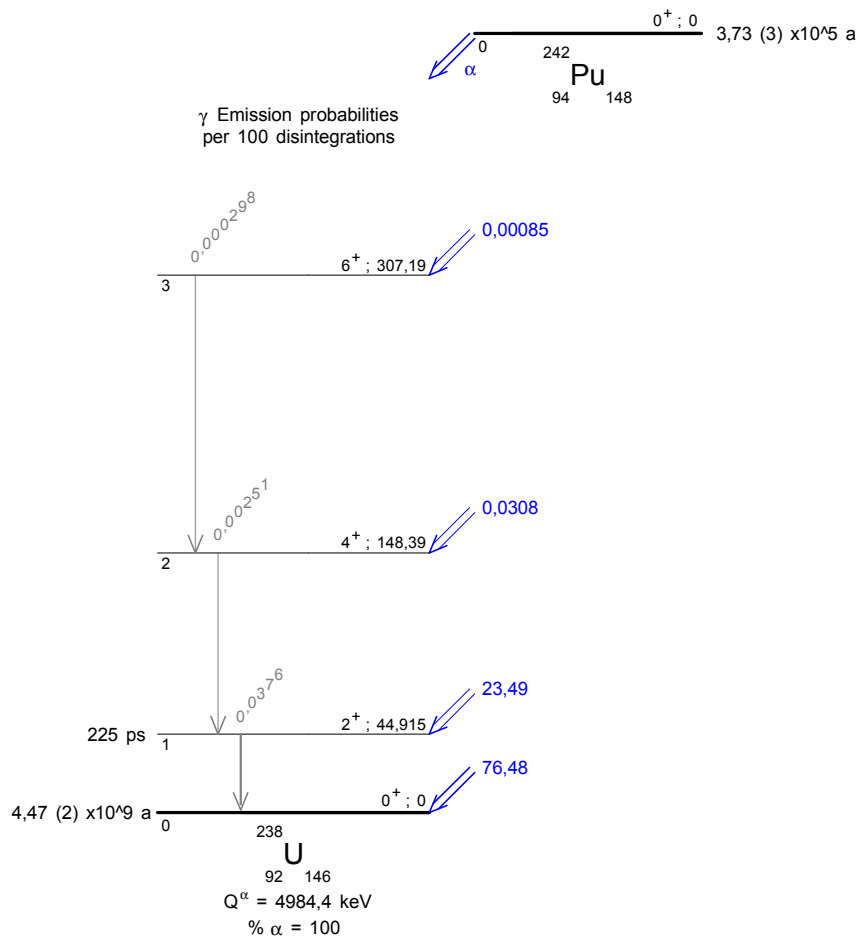 0+ ; 0
3,73 (3) x10^5 a
0
α
242
Pu
94 148
γ Emission probabilities
per 100 disintegrations
0,000298
0,00085
6+ ; 307,19
3
0,00251
0,0308
4+ ; 148,39
2
0,0376
23,49
2+ ; 44,915
225 ps
1
76,48
0+ ; 0
4,47 (2) x10^9 a
0
238
U
92 146
Qα = 4984,4 keV
% α = 100